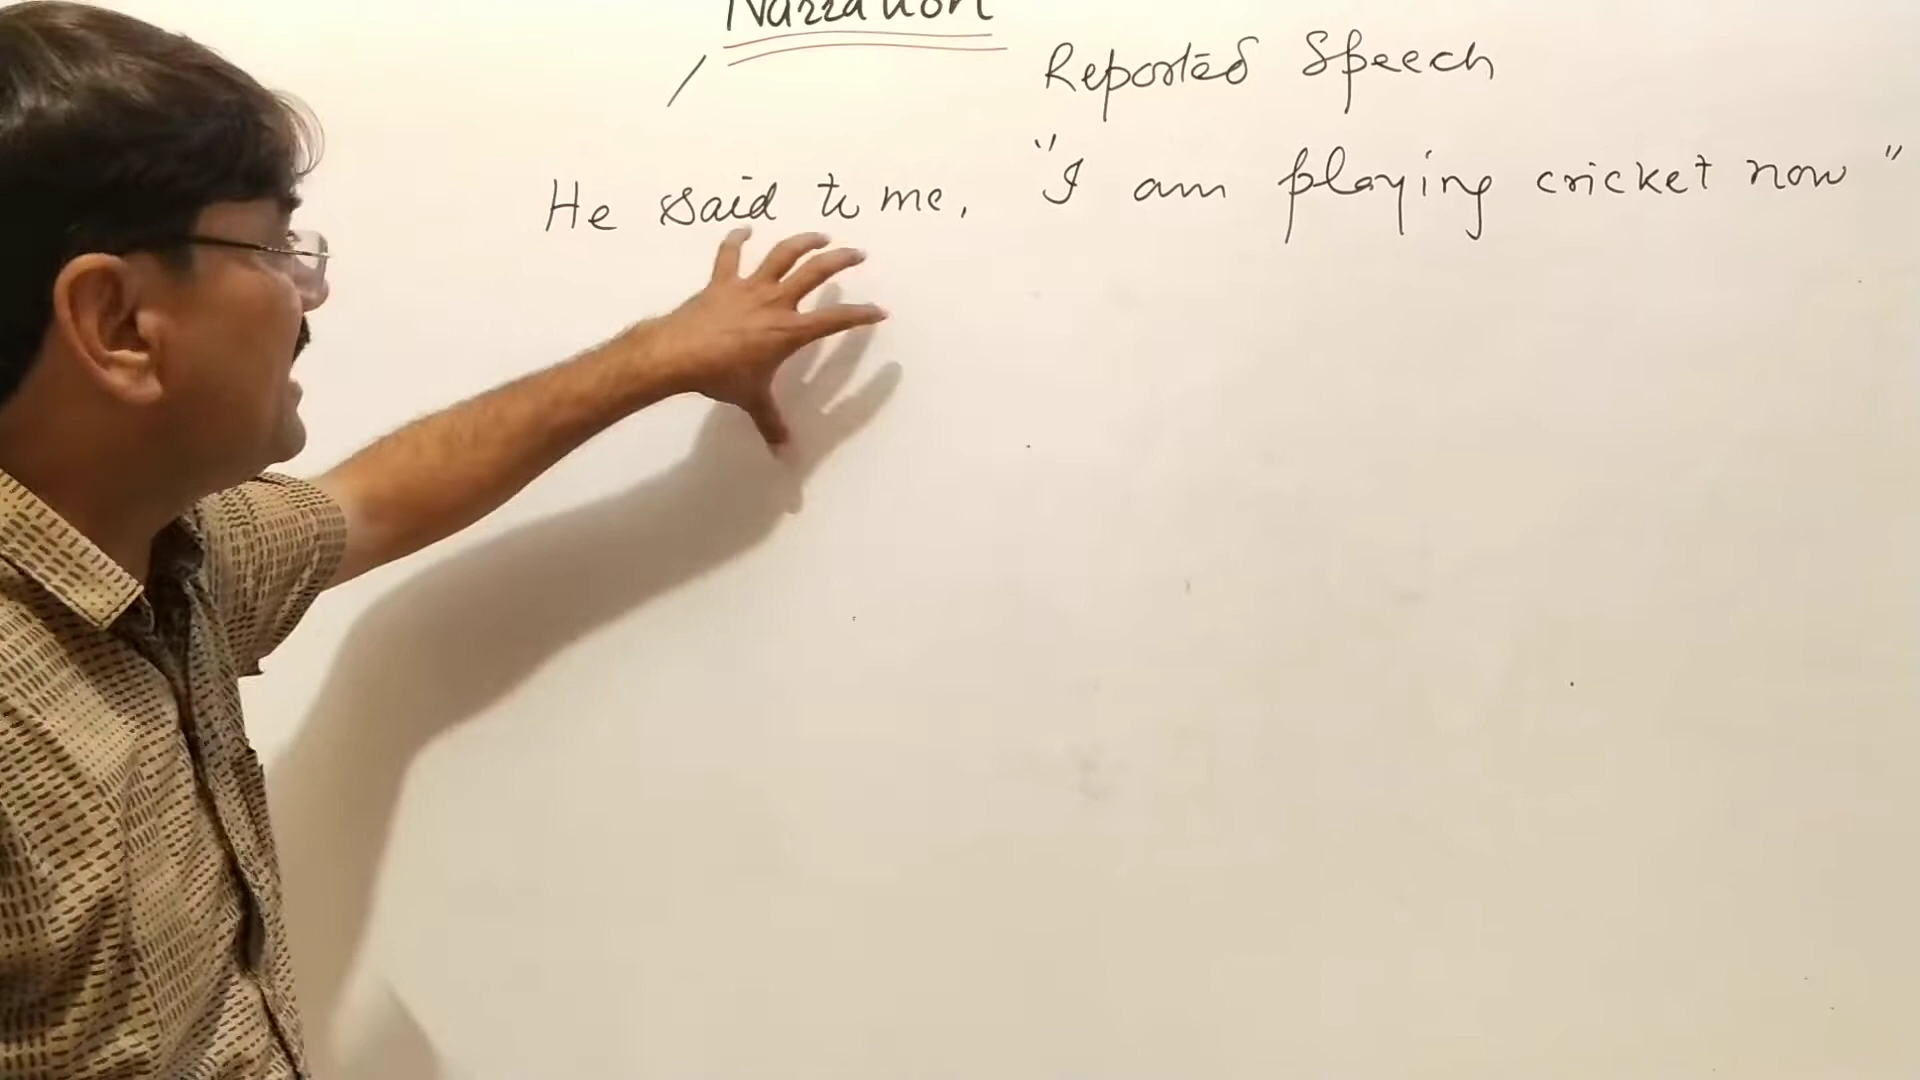 Narration
Reported Speech
He said to me, "I am playing cricket now"